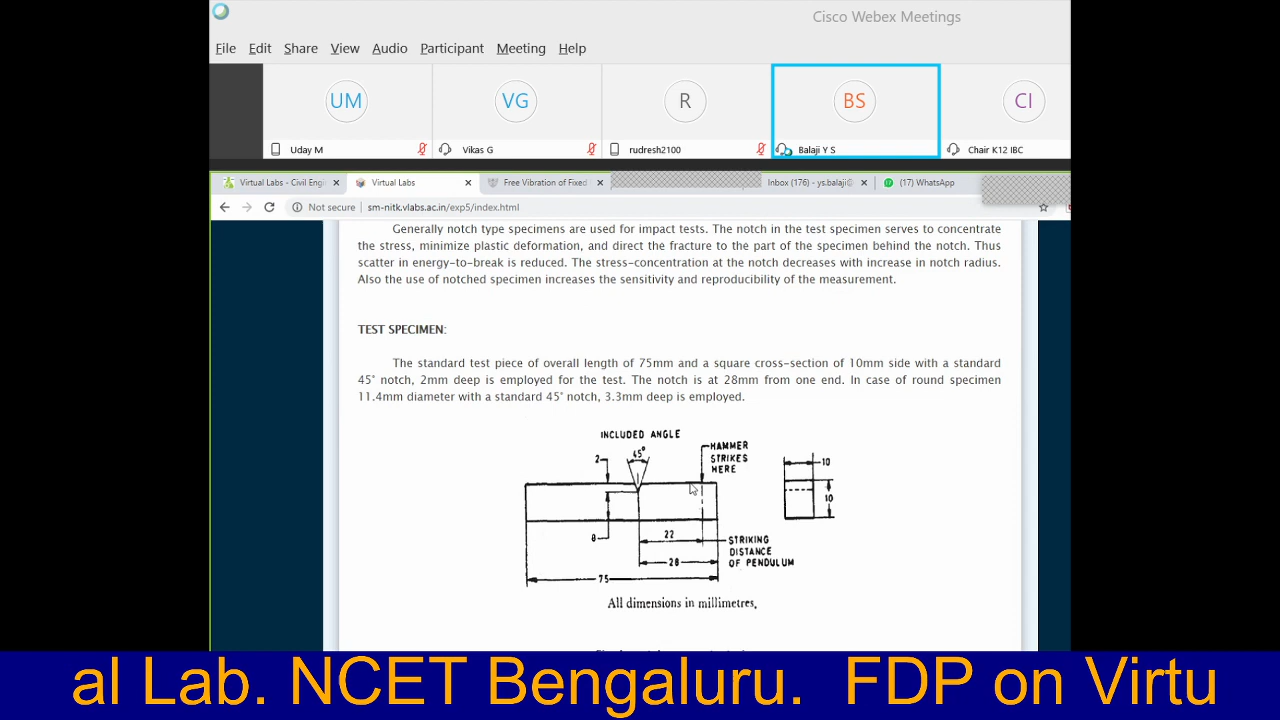 Cisco Webex Meetings
File Edit Share View Audio Participant Meeting Help
UM VG R BS CI
Uday M Vikas G rudresh2100 Balaji Y S Chair K12 IBC
Virtual Labs - Civil Engi Virtual Labs Free Vibration of Fixed Inbox (176) - ys.balaji@ (17) WhatsApp
Not secure sm-nitk.vlabs.ac.in/exp5/index.html
Generally notch type specimens are used for impact tests. The notch in the test specimen serves to concentrate
the stress, minimize plastic deformation, and direct the fracture to the part of the specimen behind the notch. Thus
scatter in energy-to-break is reduced. The stress-concentration at the notch decreases with increase in notch radius.
Also the use of notched specimen increases the sensitivity and reproducibility of the measurement.
TEST SPECIMEN:
The standard test piece of overall length of 75mm and a square cross-section of 10mm side with a standard
45° notch, 2mm deep is employed for the test. The notch is at 28mm from one end. In case of round specimen
11.4mm diameter with a standard 45° notch, 3.3mm deep is employed.
INCLUDED ANGLE
45°
2
HAMMER
STRIKES
HERE
10
10
8
22
STRIKING
DISTANCE
OF PENDULUM
28
75
All dimensions in millimetres.
al Lab. NCET Bengaluru. FDP on Virtu